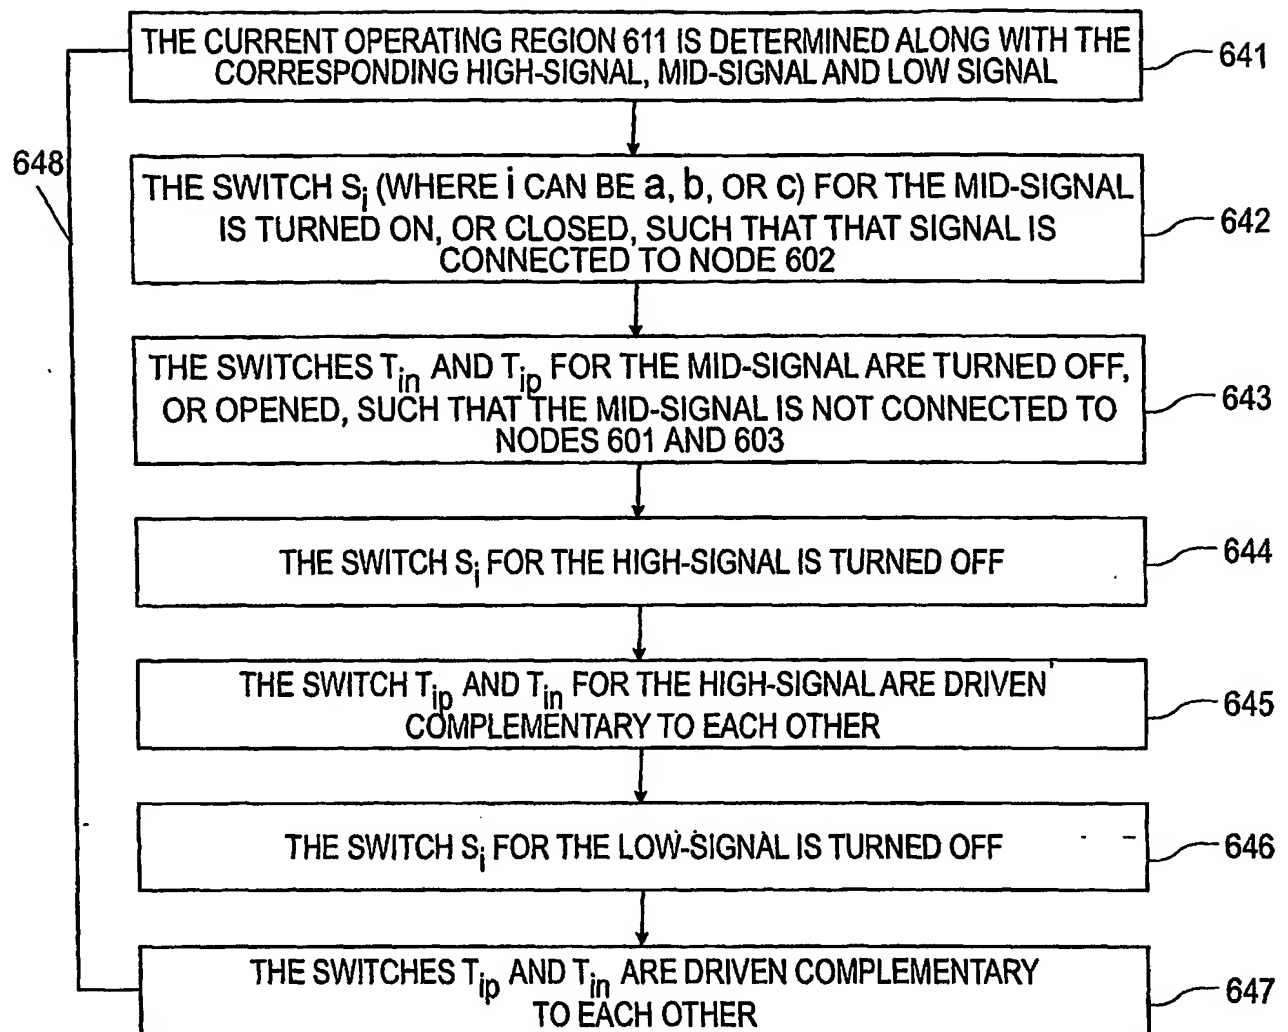 THE CURRENT OPERATING REGION 611 IS DETERMINED ALONG WITH THE
CORRESPONDING HIGH-SIGNAL, MID-SIGNAL AND LOW SIGNAL
641
648
THE SWITCH Si (WHERE i CAN BE a, b, OR c) FOR THE MID-SIGNAL
IS TURNED ON, OR CLOSED, SUCH THAT THAT SIGNAL IS
CONNECTED TO NODE 602
642
THE SWITCHES Tin AND Tip FOR THE MID-SIGNAL ARE TURNED OFF,
OR OPENED, SUCH THAT THE MID-SIGNAL IS NOT CONNECTED TO
NODES 601 AND 603
643
THE SWITCH Si FOR THE HIGH-SIGNAL IS TURNED OFF
644
THE SWITCH Tip AND Tin FOR THE HIGH-SIGNAL ARE DRIVEN
COMPLEMENTARY TO EACH OTHER
645
THE SWITCH Si FOR THE LOW-SIGNAL IS TURNED OFF
646
THE SWITCHES Tip AND Tin ARE DRIVEN COMPLEMENTARY
TO EACH OTHER
647